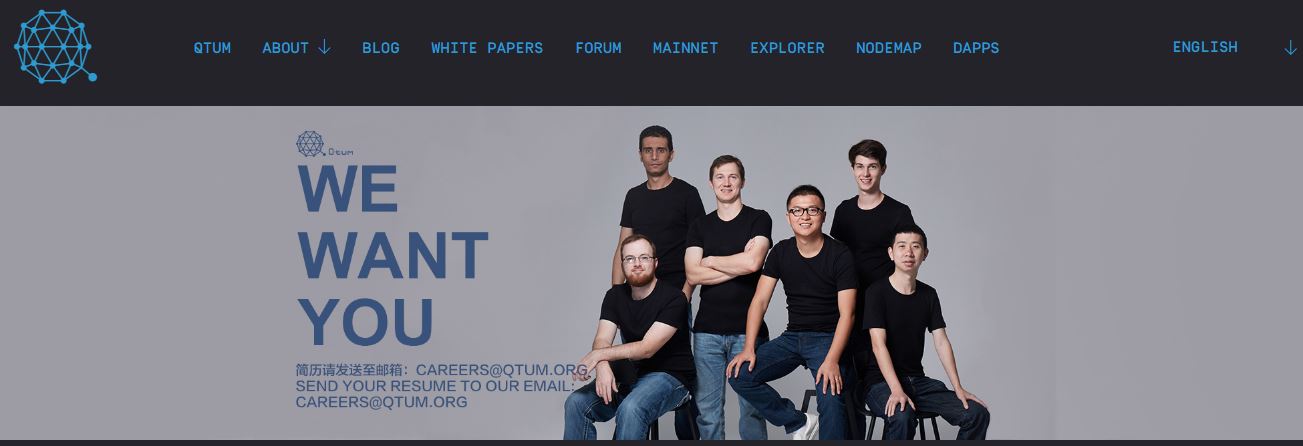 QTUM ABOUT ↓ BLOG WHITE PAPERS FORUM MAINNET EXPLORER NODEMAP DAPPS ENGLISH ↓
Qtum
WE
WANT
YOU
简历请发送至邮箱：CAREERS@QTUM.ORG
SEND YOUR RESUME TO OUR EMAIL:
CAREERS@QTUM.ORG